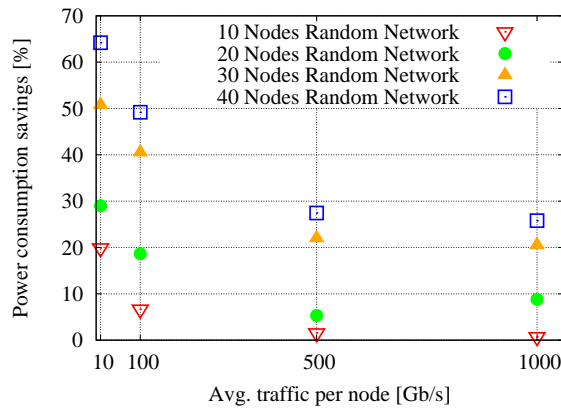 70
60
50
40
30
20
10
0
Power consumption savings [%]
10 Nodes Random Network
20 Nodes Random Network
30 Nodes Random Network
40 Nodes Random Network
10 100 500 1000
Avg. traffic per node [Gb/s]